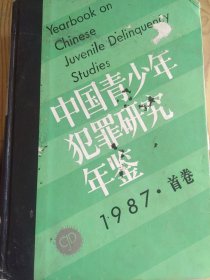 Yearbook on
Chinese
Juvenile Delinquency
Studies
中国青少年
犯罪研究
年鉴
1987·首卷